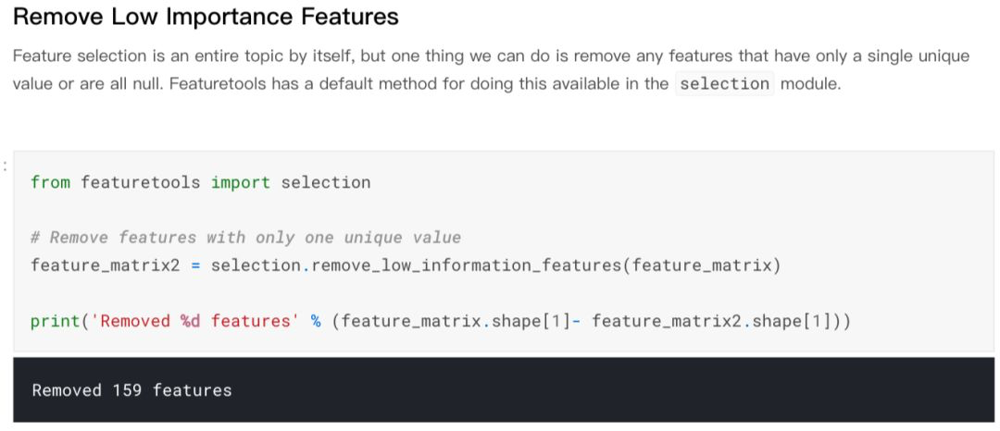 Remove Low Importance Features
Feature selection is an entire topic by itself, but one thing we can do is remove any features that have only a single unique
value or are all null. Featuretools has a default method for doing this available in the selection module.
:
from featuretools import selection
# Remove features with only one unique value
feature_matrix2 = selection.remove_low_information_features(feature_matrix)
print('Removed %d features' % (feature_matrix.shape[1]- feature_matrix2.shape[1]))
Removed 159 features